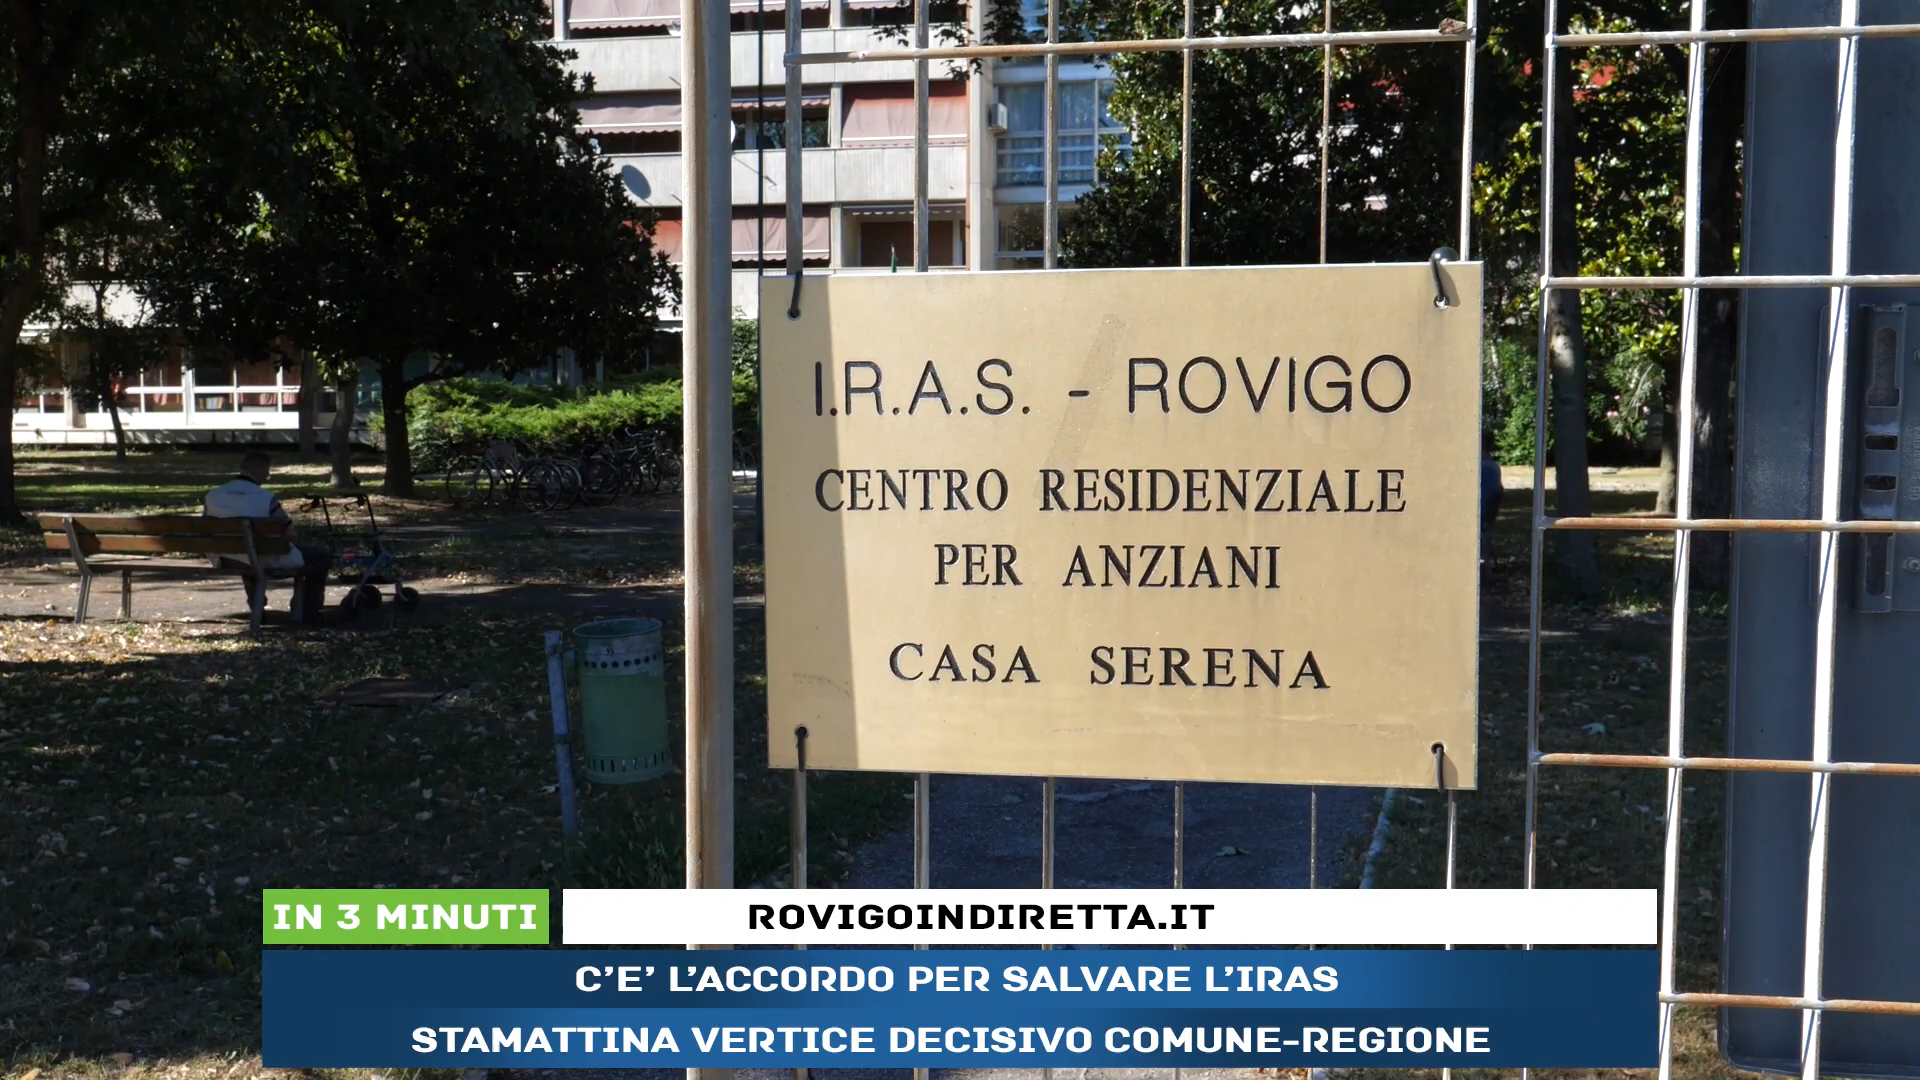 I.R.A.S. - ROVIGO
CENTRO RESIDENZIALE
PER ANZIANI
CASA SERENA
IN 3 MINUTI
ROVIGOINDIRETTA.IT
C'E' L'ACCORDO PER SALVARE L'IRAS
STAMATTINA VERTICE DECISIVO COMUNE-REGIONE